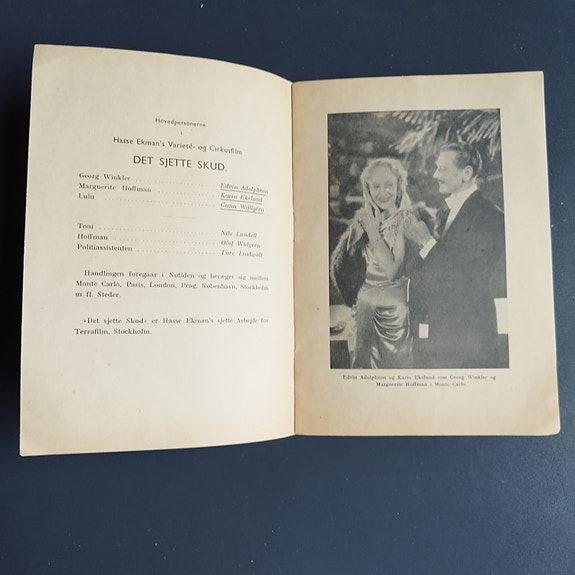 Hovedpersonerne
i
Hasse Ekman's Varieté- og Cirkusfilm
DET SJETTE SKUD.
Georg Winkler Edvin Adolphson
Marguerite Hoffman Karin Ekelund
Lulu Gunn Wållgren
Toni Nils Lundell
Hoffman Olof Widgren
Politiassistenten Tore Lindwall
Handlingen foregaar i Nutiden og bevæger sig mellem
Monte Carlo, Paris, London, Prag, København, Stockholm
m. fl. Steder.
»Det sjette Skud« er Hasse Ekman's sjette Arbejde for
Terrafilm, Stockholm.
Edvin Adolphson og Karin Ekelund som Georg Winkler og
Marguerite Hoffman i Monte Carlo.